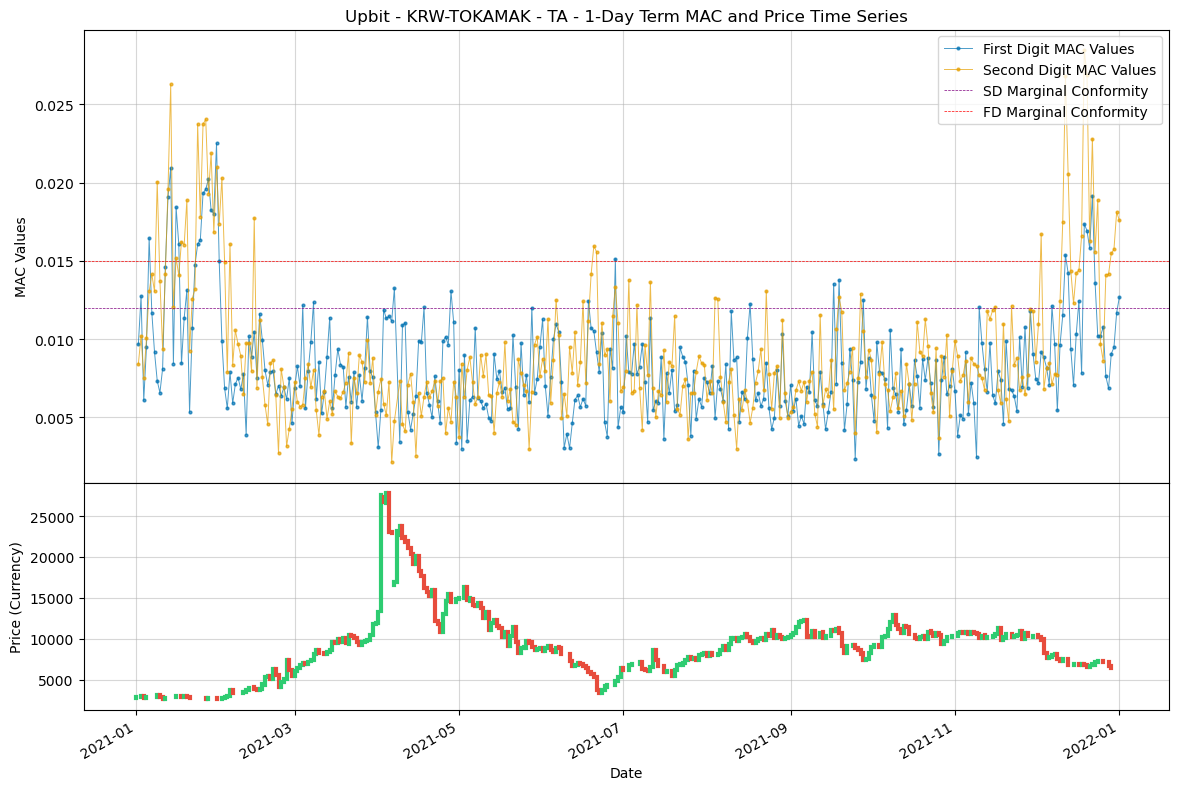 Upbit - KRW-TOKAMAK - TA - 1-Day Term MAC and Price Time Series
First Digit MAC Values
Second Digit MAC Values
SD Marginal Conformity
FD Marginal Conformity
MAC Values
0.025
0.020
0.015
0.010
0.005
Price (Currency)
25000
20000
15000
10000
5000
2021-01
2021-03
2021-05
2021-07
2021-09
2021-11
2022-01
Date